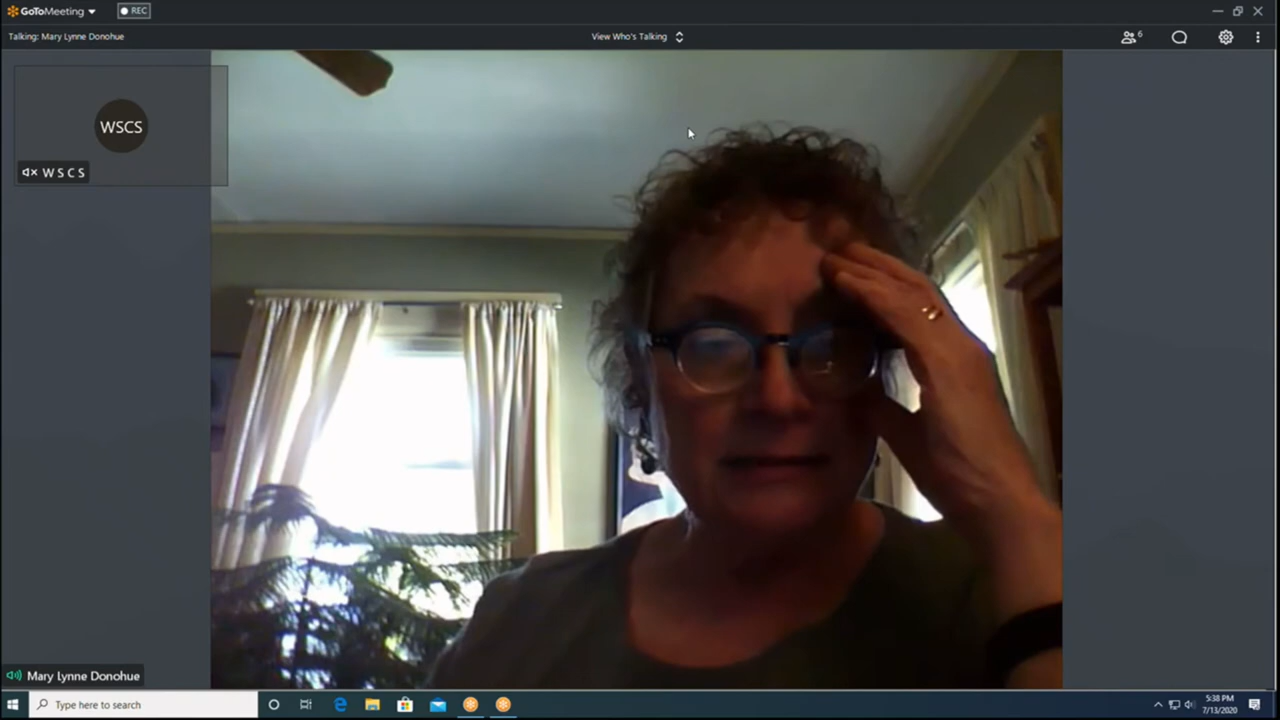 GoToMeeting
REC
Talking: Mary Lynne Donohue
View Who's Talking
6
WSCS
W S C S
Mary Lynne Donohue
Type here to search
5:38 PM
7/13/2020